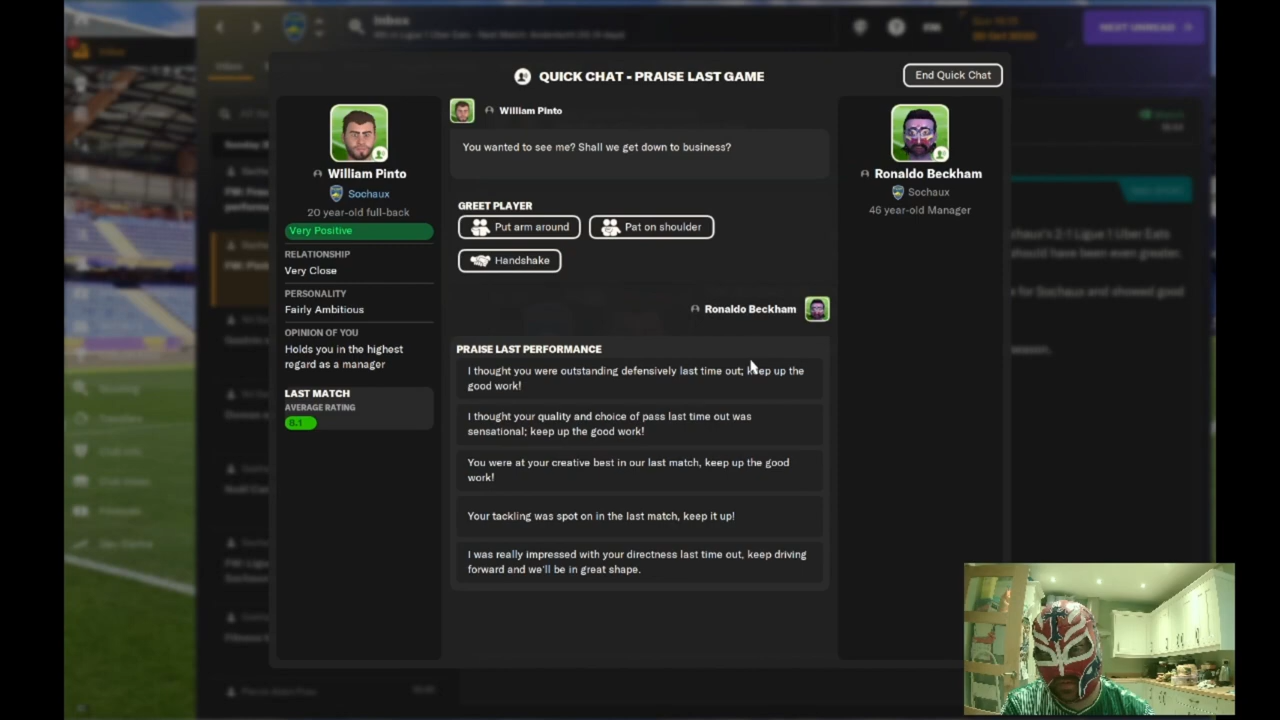 Inbox
NEXT UNREAD
QUICK CHAT - PRAISE LAST GAME
End Quick Chat
William Pinto
Sochaux
20 year-old full-back
Very Positive
RELATIONSHIP
Very Close
PERSONALITY
Fairly Ambitious
OPINION OF YOU
Holds you in the highest
regard as a manager
LAST MATCH
AVERAGE RATING
8.1
William Pinto
You wanted to see me? Shall we get down to business?
GREET PLAYER
Put arm around
Pat on shoulder
Handshake
Ronaldo Beckham
PRAISE LAST PERFORMANCE
I thought you were outstanding defensively last time out; keep up the
good work!
I thought your quality and choice of pass last time out was
sensational; keep up the good work!
You were at your creative best in our last match, keep up the good
work!
Your tackling was spot on in the last match, keep it up!
I was really impressed with your directness last time out, keep driving
forward and we'll be in great shape.
Ronaldo Beckham
Sochaux
46 year-old Manager